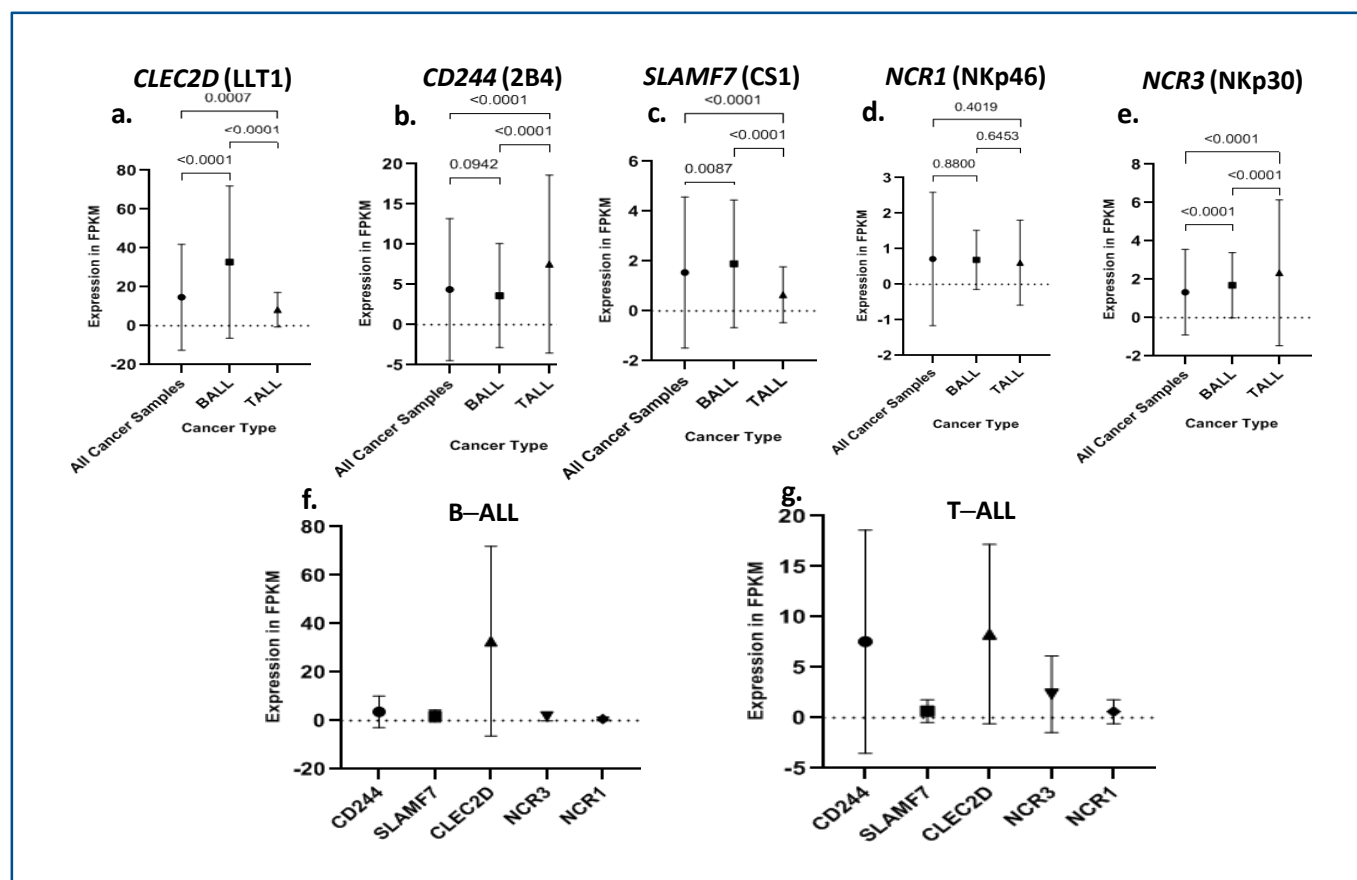 CLEC2D (LLT1)
CD244 (2B4)
SLAMF7 (CS1)
NCR1 (NKp46)
NCR3 (NKp30)
a.
0.0007
<0.0001
<0.0001
80
60
40
20
0
-20
Expression in FPKM
All Cancer Samples
BALL
TALL
Cancer Type
b.
<0.0001
<0.0001
0.0942
20
15
10
5
0
-5
Expression in FPKM
All Cancer Samples
BALL
TALL
Cancer Type
c.
<0.0001
<0.0001
0.0087
6
4
2
0
-2
Expression in FPKM
All Cancer Samples
BALL
TALL
Cancer Type
d.
0.4019
0.6453
0.8800
3
2
1
0
-1
-2
Expression in FPKM
All Cancer Samples
BALL
TALL
Cancer Type
e.
<0.0001
<0.0001
<0.0001
8
6
4
2
0
-2
Expression in FPKM
All Cancer Samples
BALL
TALL
Cancer Type
f.
B–ALL
80
60
40
20
0
-20
Expression in FPKM
CD244
SLAMF7
CLEC2D
NCR3
NCR1
g.
T–ALL
20
15
10
5
0
-5
Expression in FPKM
CD244
SLAMF7
CLEC2D
NCR3
NCR1